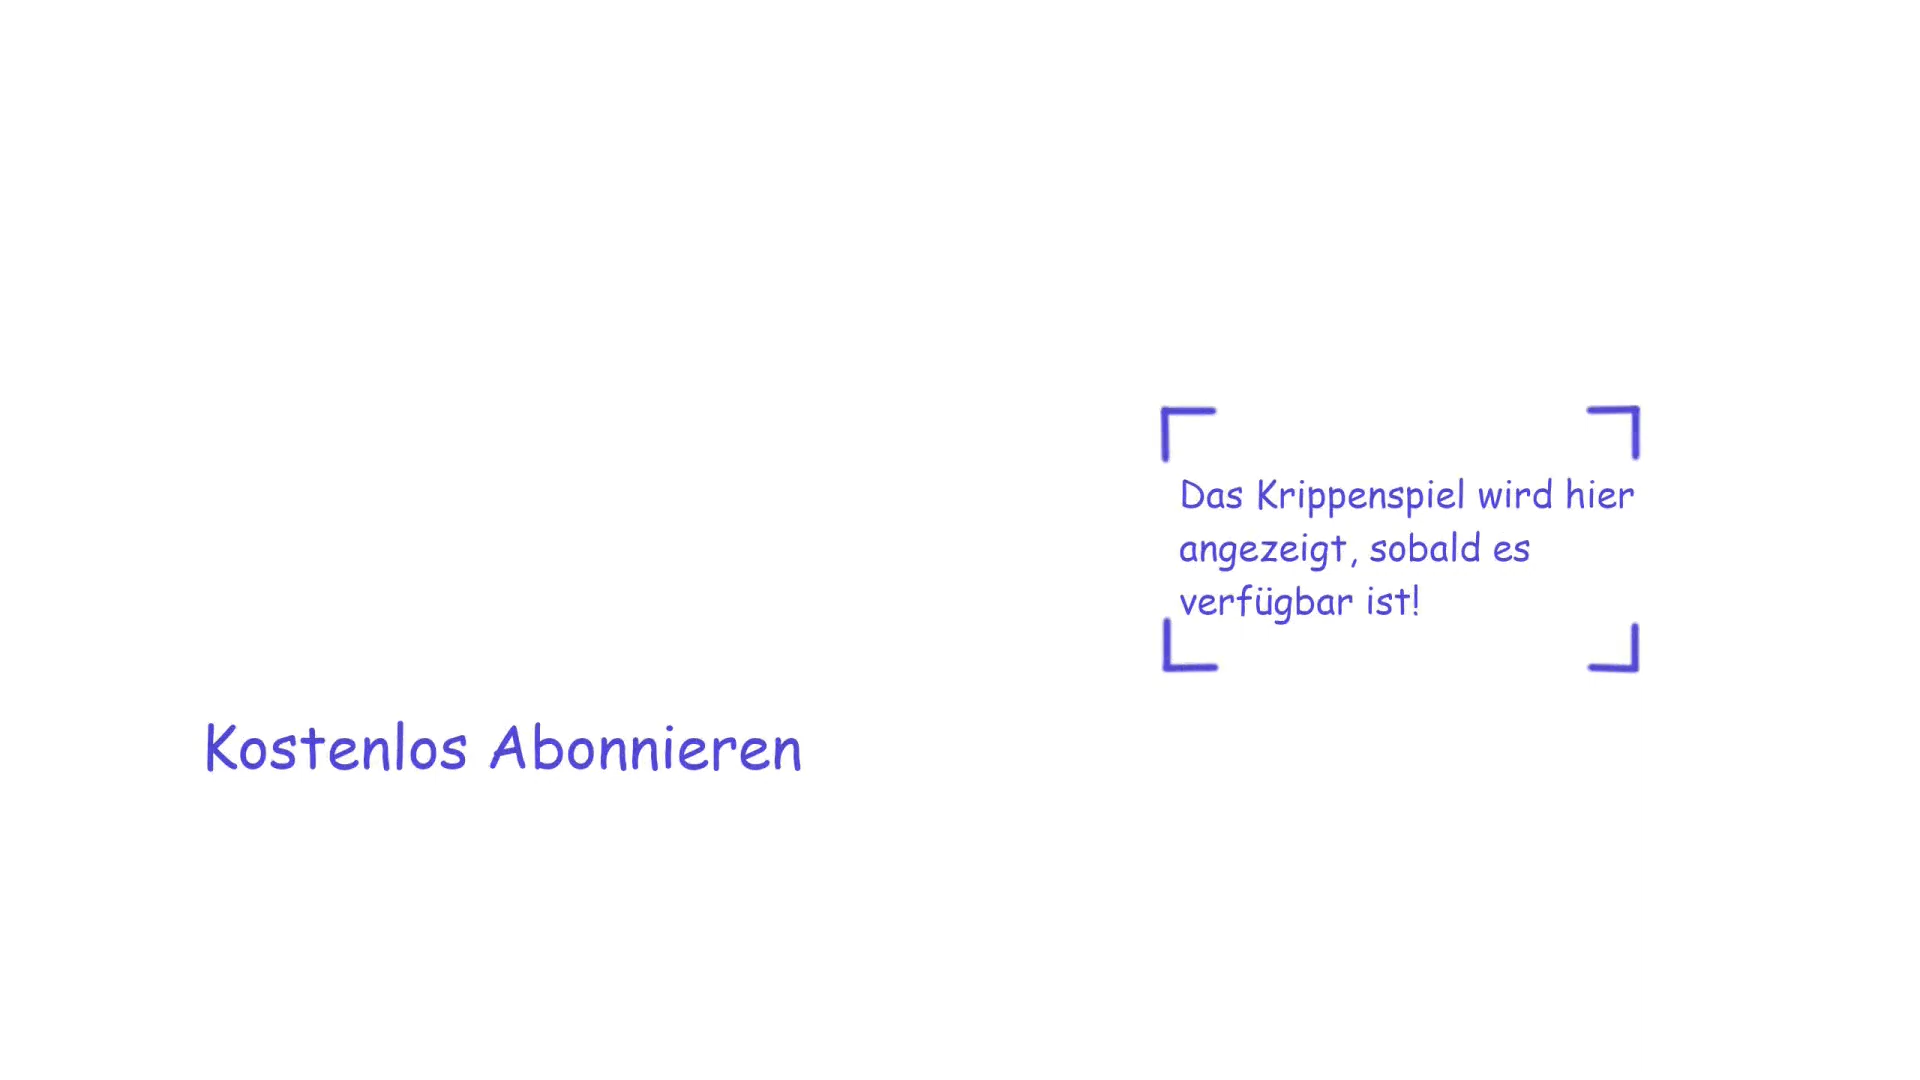 Das Krippenspiel wird hier
angezeigt, sobald es
verfügbar ist!
Kostenlos Abonnieren